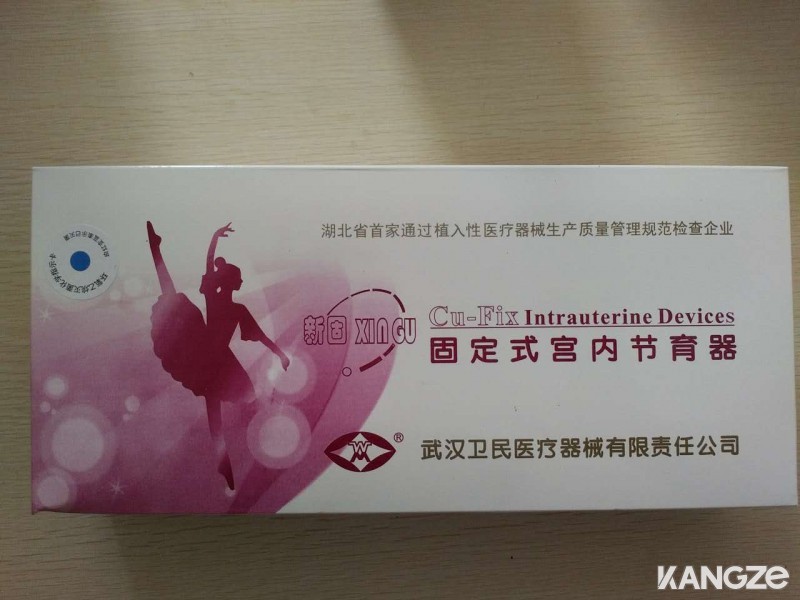 湖北省首家通过植入性医疗器械生产质量管理规范检查企业
新固 XINGU
Cu-Fix Intrauterine Devices
固定式宫内节育器
®
武汉卫民医疗器械有限责任公司
KANGZE